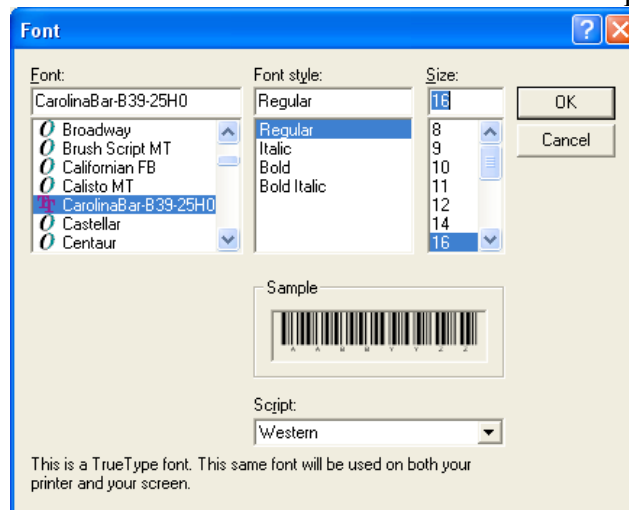 Font
Font: Font style: Size:
CarolinaBar-B39-25H0 Regular 16 OK
Broadway Regular 8 Cancel
Brush Script MT Italic 9
Californian FB Bold 10
Calisto MT Bold Italic 11
CarolinaBar-B39-25H0 12
Castellar 14
Centaur 16
Sample
A A B B Y Y Z Z
Script:
Western
This is a TrueType font. This same font will be used on both your
printer and your screen.